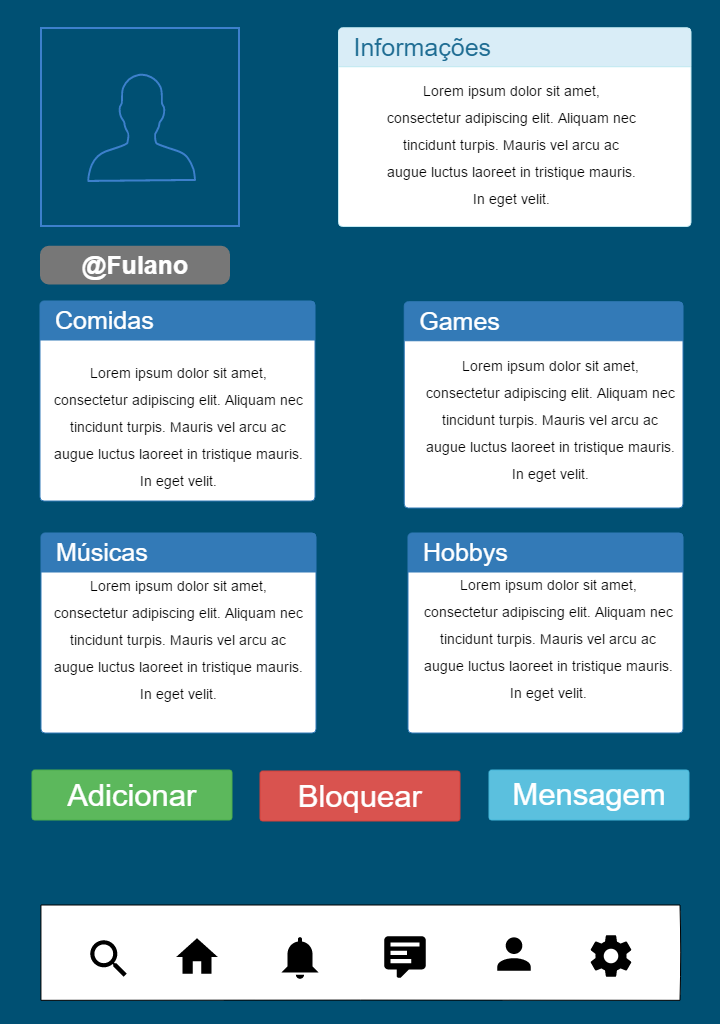 Informações
Lorem ipsum dolor sit amet,
consectetur adipiscing elit. Aliquam nec
tincidunt turpis. Mauris vel arcu ac
augue luctus laoreet in tristique mauris.
In eget velit.
@Fulano
Comidas
Lorem ipsum dolor sit amet,
consectetur adipiscing elit. Aliquam nec
tincidunt turpis. Mauris vel arcu ac
augue luctus laoreet in tristique mauris.
In eget velit.
Games
Lorem ipsum dolor sit amet,
consectetur adipiscing elit. Aliquam nec
tincidunt turpis. Mauris vel arcu ac
augue luctus laoreet in tristique mauris.
In eget velit.
Músicas
Lorem ipsum dolor sit amet,
consectetur adipiscing elit. Aliquam nec
tincidunt turpis. Mauris vel arcu ac
augue luctus laoreet in tristique mauris.
In eget velit.
Hobbys
Lorem ipsum dolor sit amet,
consectetur adipiscing elit. Aliquam nec
tincidunt turpis. Mauris vel arcu ac
augue luctus laoreet in tristique mauris.
In eget velit.
Adicionar
Bloquear
Mensagem